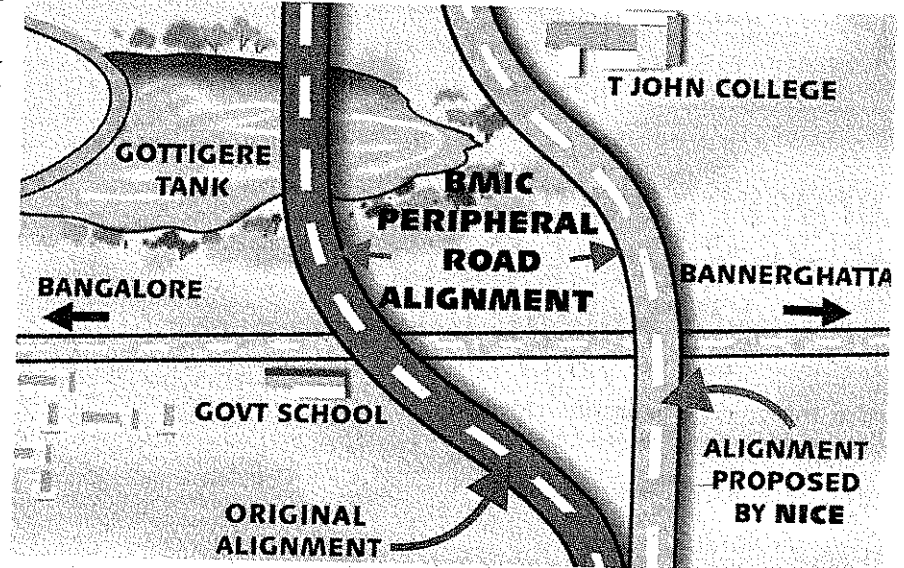 T JOHN COLLEGE
GOTTIGERE
TANK
BMIC
PERIPHERAL
ROAD
ALIGNMENT
BANGALORE
BANNERGHATTA
GOVT SCHOOL
ALIGNMENT
PROPOSED
BY NICE
ORIGINAL
ALIGNMENT